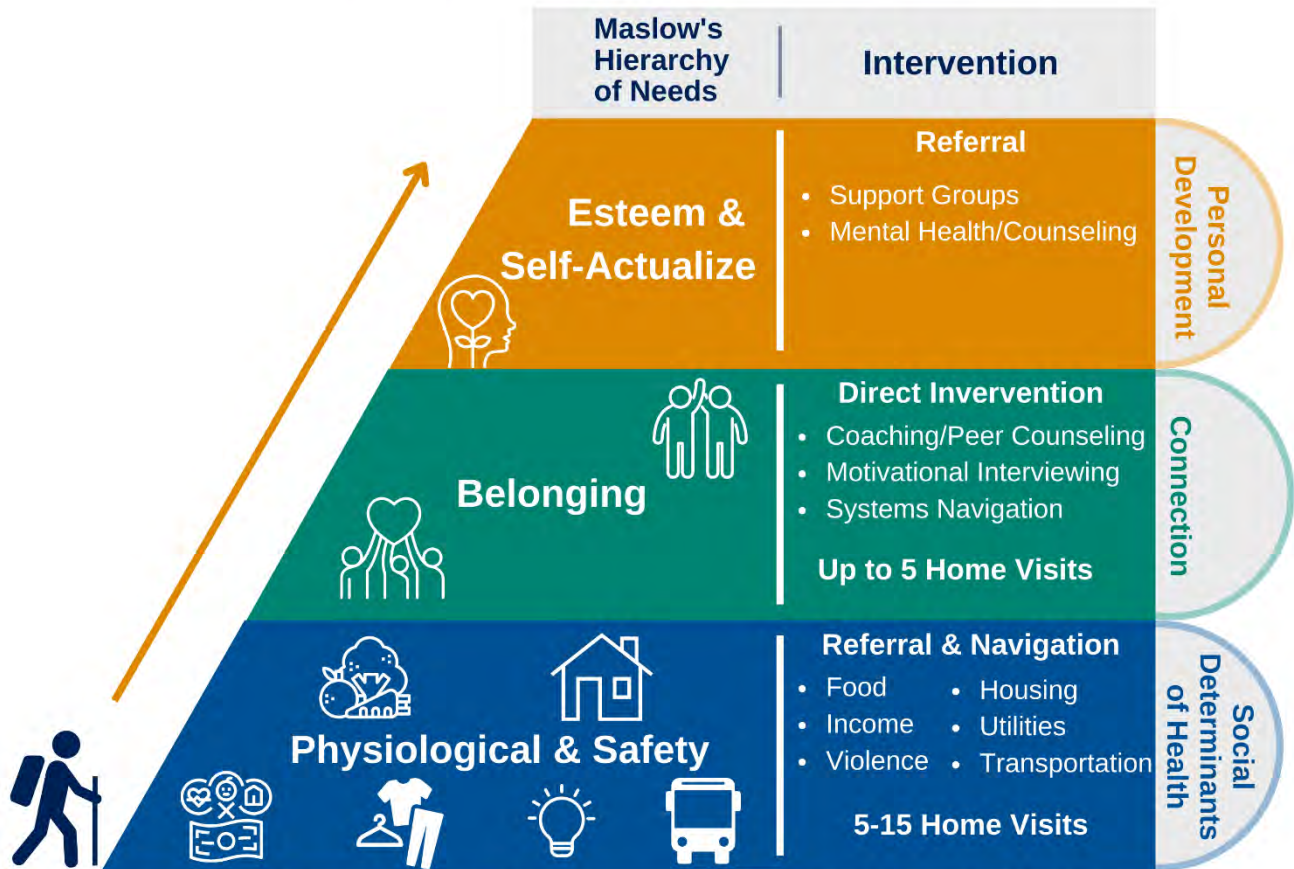 Maslow's
Hierarchy
of Needs
Intervention
Esteem &
Self-Actualize
Referral
• Support Groups
• Mental Health/Counseling
Personal
Development
Belonging
Direct Invervention
• Coaching/Peer Counseling
• Motivational Interviewing
• Systems Navigation
Up to 5 Home Visits
Connection
Physiological & Safety
Referral & Navigation
• Food
• Income
• Violence
• Housing
• Utilities
• Transportation
5-15 Home Visits
Social
Determinants
of Health